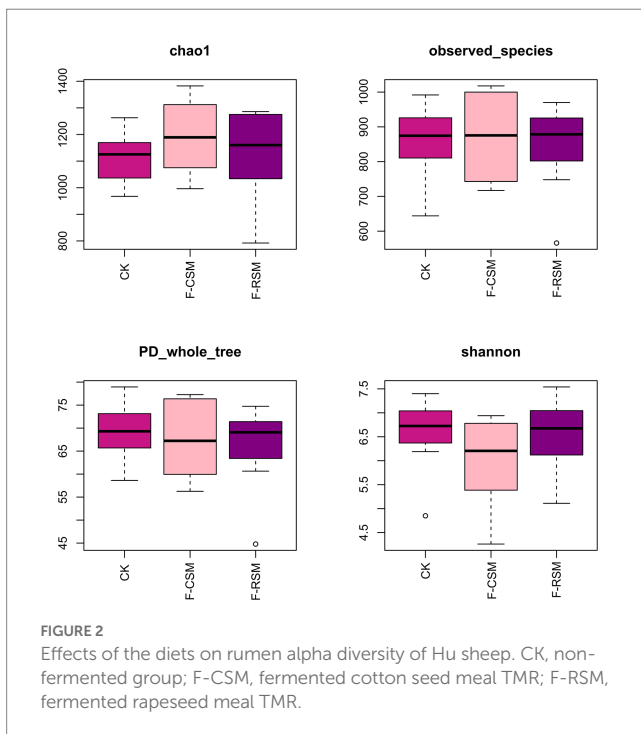 chao1
1400
1200
1000
800
CK
F-CSM
F-RSM
observed_species
1000
900
800
700
600
CK
F-CSM
F-RSM
PD_whole_tree
75
65
55
45
CK
F-CSM
F-RSM
shannon
7.5
6.5
5.5
4.5
CK
F-CSM
F-RSM
FIGURE 2
Effects of the diets on rumen alpha diversity of Hu sheep. CK, non-
fermented group; F-CSM, fermented cotton seed meal TMR; F-RSM,
fermented rapeseed meal TMR.